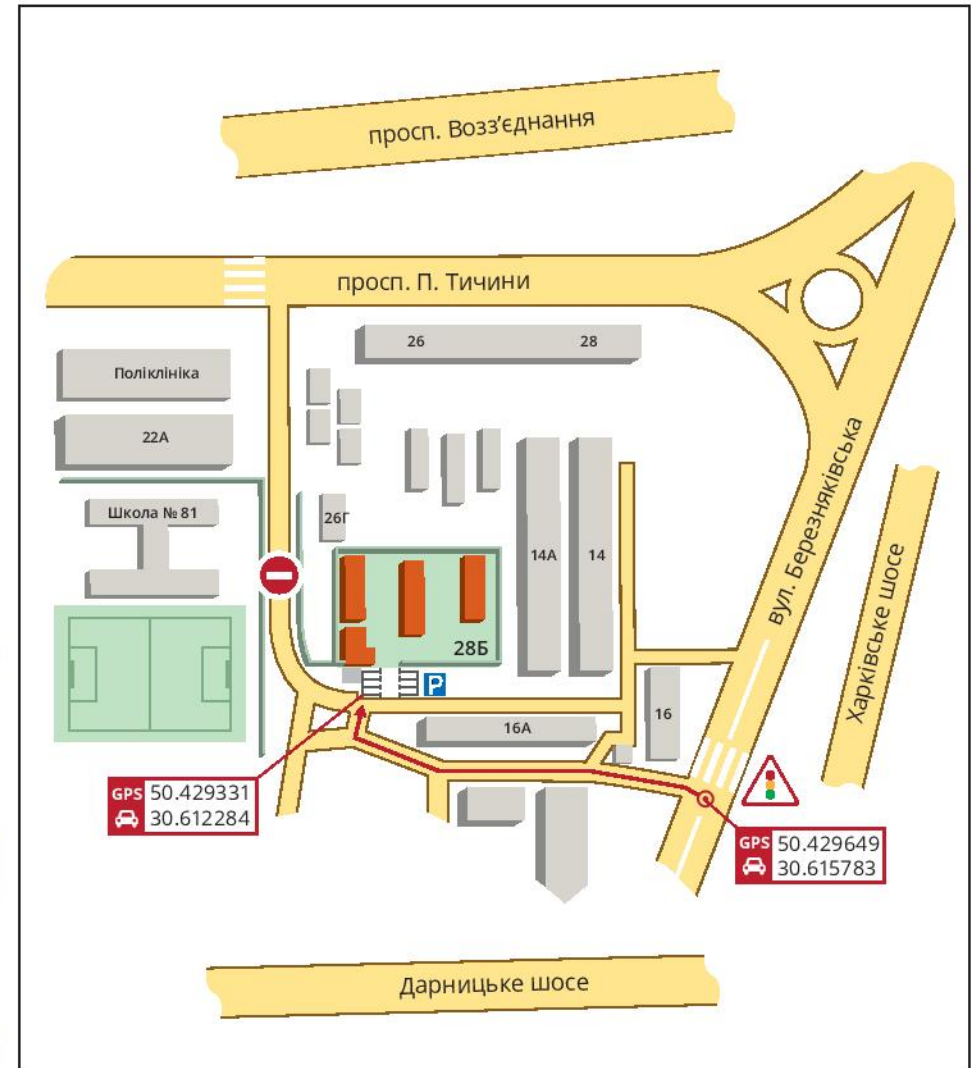 просп. Возз’єднання
просп. П. Тичини
26
28
Поліклініка
22А
Школа № 81
26Г
14А
14
28Б
P
вул. Березняківська
Харківське шосе
16А
16
GPS 50.429331
30.612284
GPS 50.429649
30.615783
Дарницьке шосе